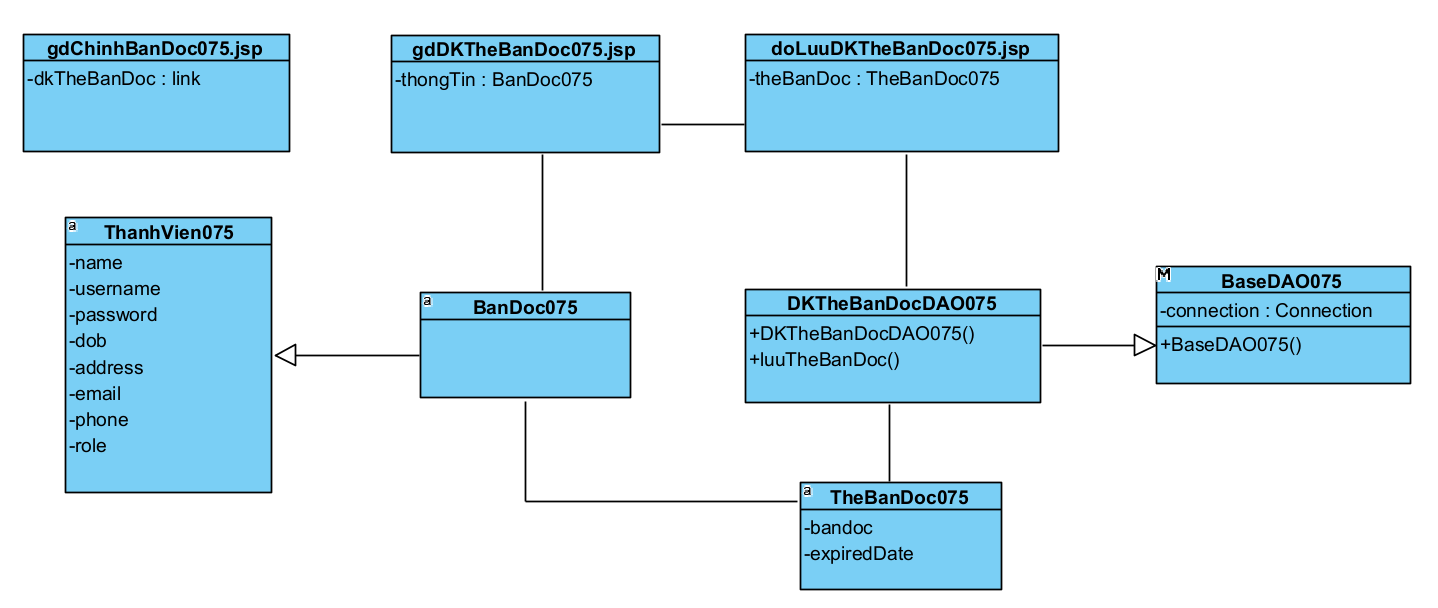 gdChinhBanDoc075.jsp
-dkTheBanDoc : link
gdDKTheBanDoc075.jsp
-thongTin : BanDoc075
doLuuDKTheBanDoc075.jsp
-theBanDoc : TheBanDoc075
a
ThanhVien075
-name
-username
-password
-dob
-address
-email
-phone
-role
a
BanDoc075
DKTheBanDocDAO075
+DKTheBanDocDAO075()
+luuTheBanDoc()
M
BaseDAO075
-connection : Connection
+BaseDAO075()
a
TheBanDoc075
-bandoc
-expiredDate